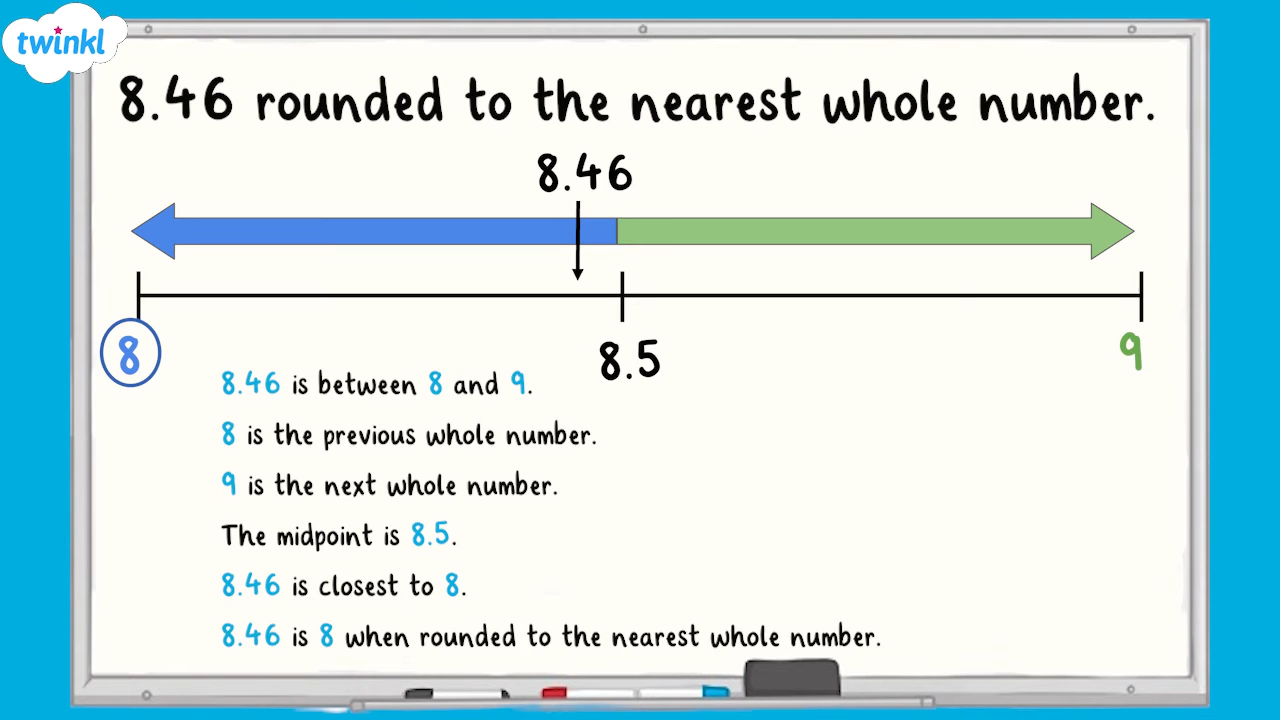 twinkl
8.46 rounded to the nearest whole number.
8.46
8
8.5
9
8.46 is between 8 and 9.
8 is the previous whole number.
9 is the next whole number.
The midpoint is 8.5.
8.46 is closest to 8.
8.46 is 8 when rounded to the nearest whole number.